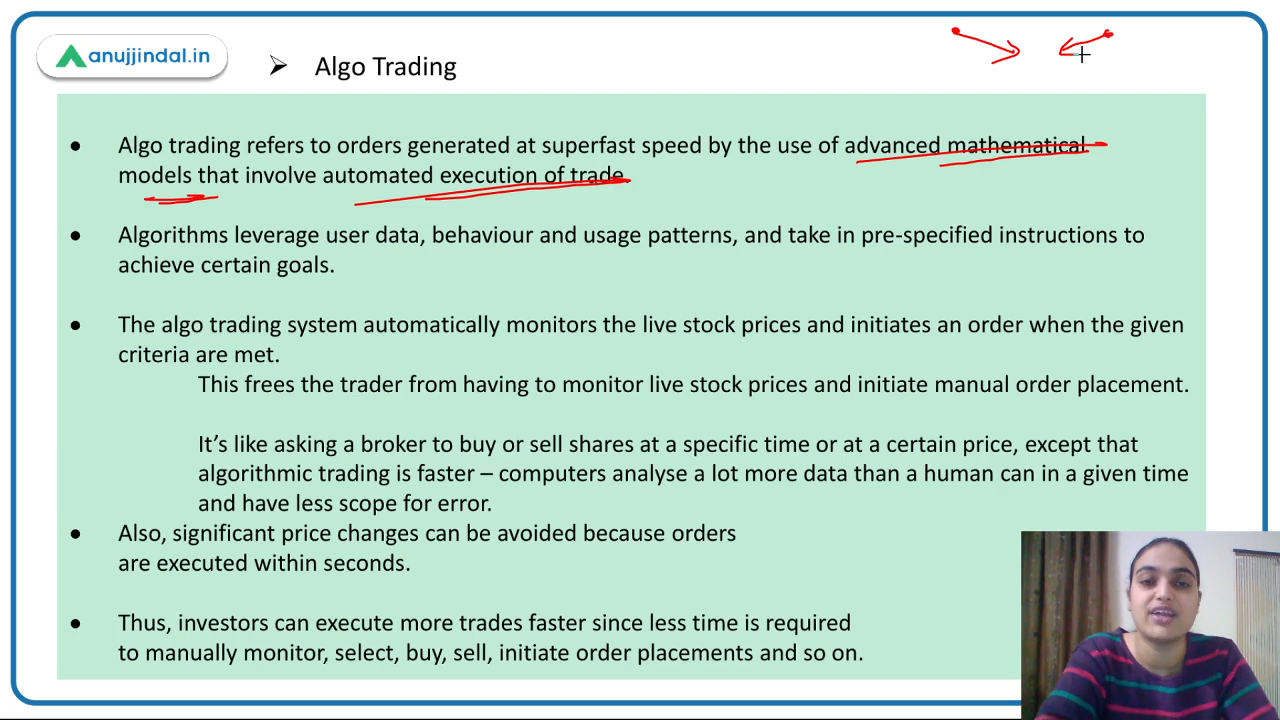 anujjindal.in
➢ Algo Trading
• Algo trading refers to orders generated at superfast speed by the use of advanced mathematical
models that involve automated execution of trade.
• Algorithms leverage user data, behaviour and usage patterns, and take in pre-specified instructions to
achieve certain goals.
• The algo trading system automatically monitors the live stock prices and initiates an order when the given
criteria are met.
This frees the trader from having to monitor live stock prices and initiate manual order placement.
It’s like asking a broker to buy or sell shares at a specific time or at a certain price, except that
algorithmic trading is faster – computers analyse a lot more data than a human can in a given time
and have less scope for error.
• Also, significant price changes can be avoided because orders
are executed within seconds.
• Thus, investors can execute more trades faster since less time is required
to manually monitor, select, buy, sell, initiate order placements and so on.